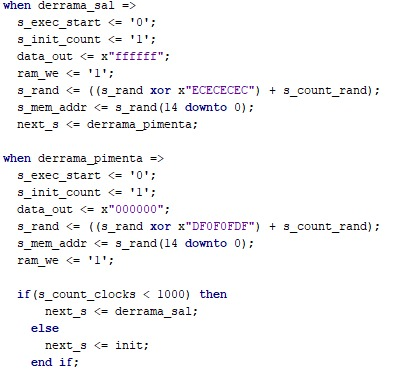 when derrama_sal =>
s_exec_start <= '0';
s_init_count <= '1';
data_out <= x"ffffff";
ram_we <= '1';
s_rand <= ((s_rand xor x"ECECECEC") + s_count_rand);
s_mem_addr <= s_rand(14 downto 0);
next_s <= derrama_pimenta;
when derrama_pimenta =>
s_exec_start <= '0';
s_init_count <= '1';
data_out <= x"000000";
s_rand <= ((s_rand xor x"DF0F0FDF") + s_count_rand);
s_mem_addr <= s_rand(14 downto 0);
ram_we <= '1';
if(s_count_clocks < 1000) then
next_s <= derrama_sal;
else
next_s <= init;
end if;